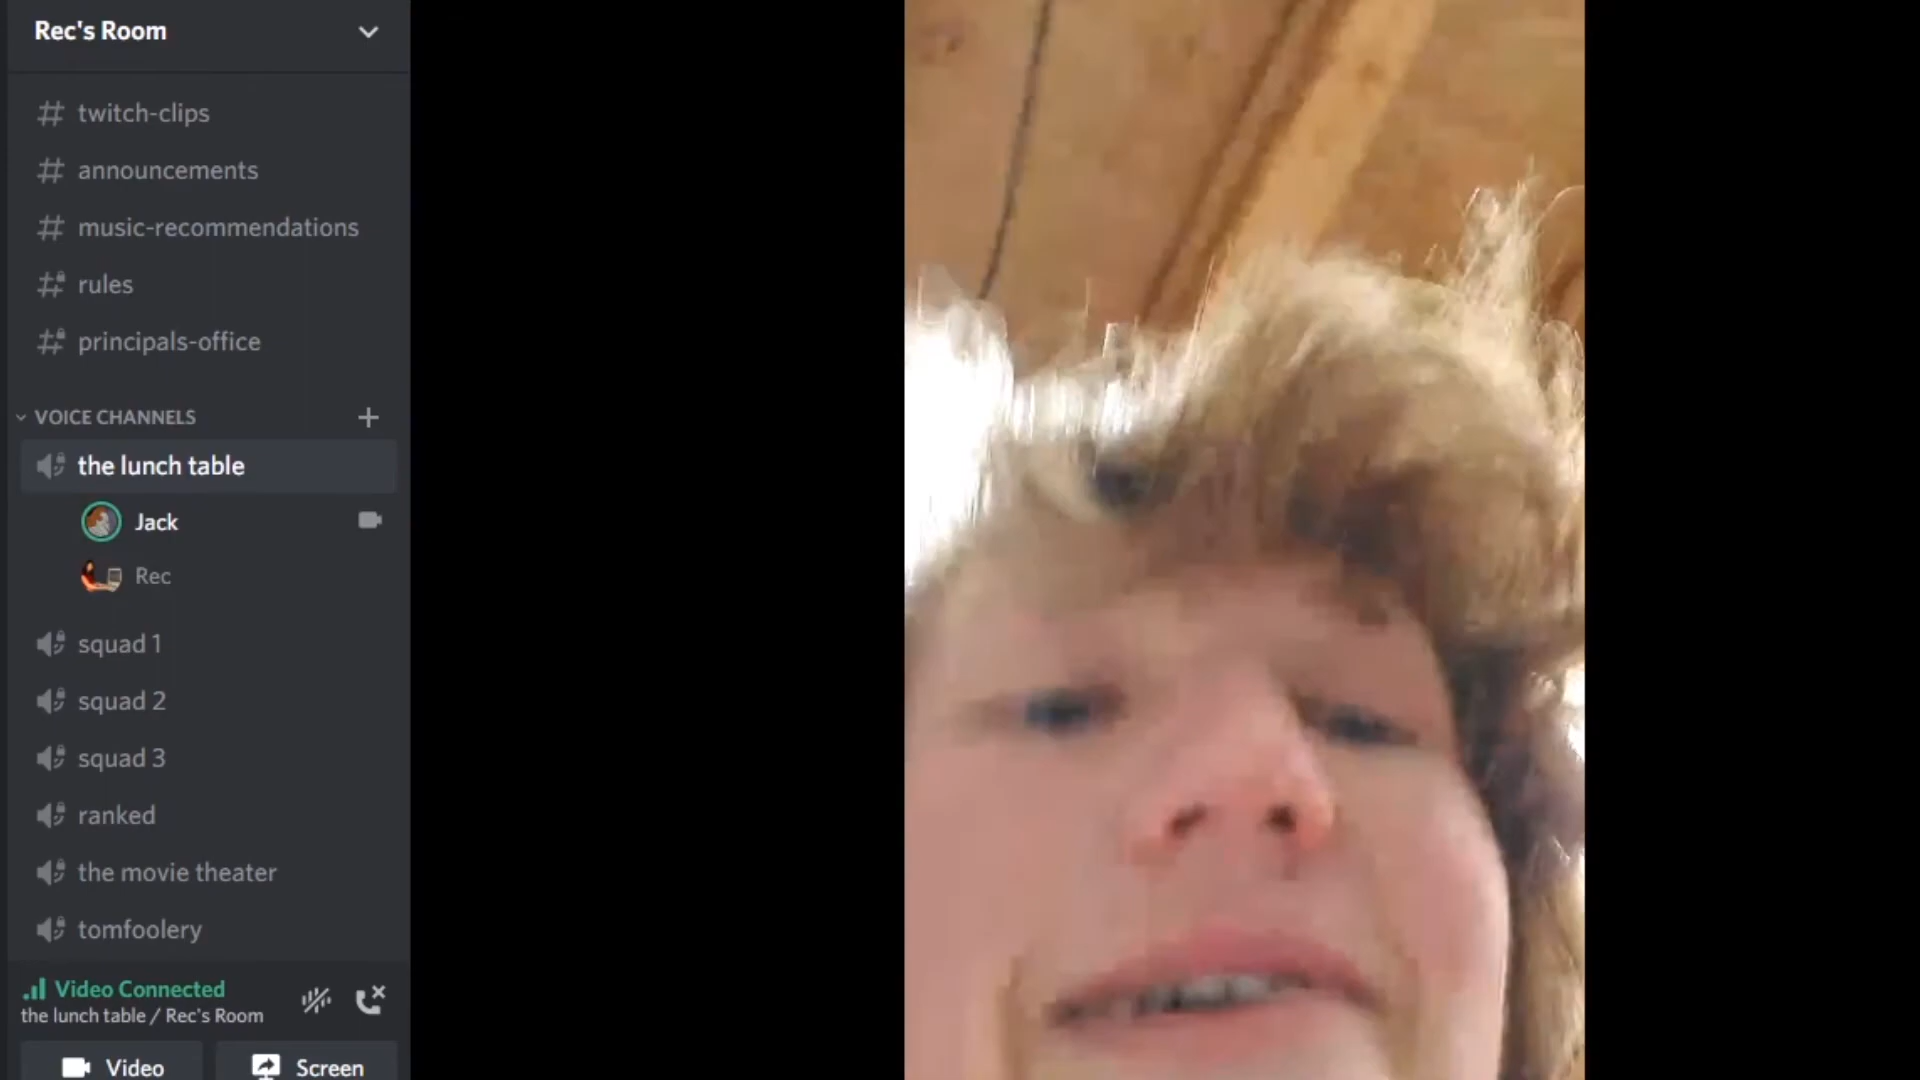 Rec's Room
twitch-clips
announcements
music-recommendations
rules
principals-office
VOICE CHANNELS
the lunch table
Jack
Rec
squad 1
squad 2
squad 3
ranked
the movie theater
tomfoolery
Video Connected
the lunch table / Rec's Room
Video
Screen